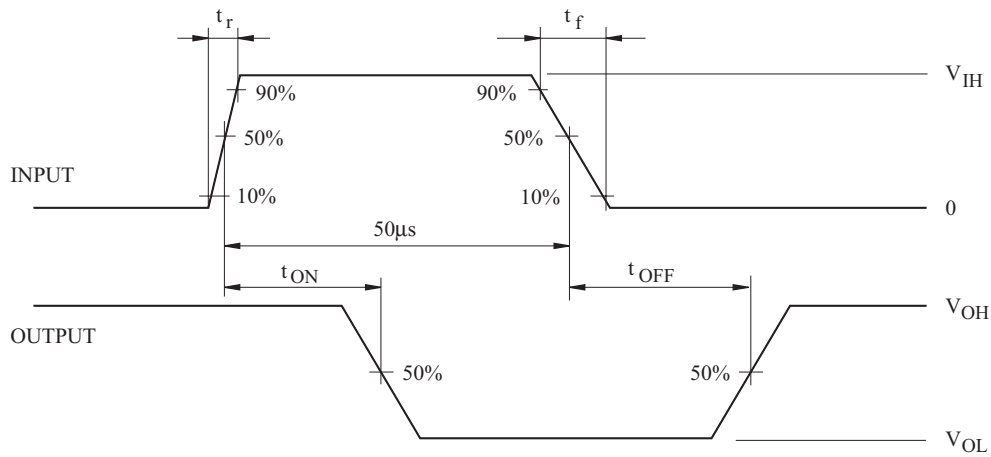 t r
t f
V IH
90%
90%
50%
50%
INPUT
10%
10%
0
50µs
t ON
t OFF
V OH
OUTPUT
50%
50%
V OL